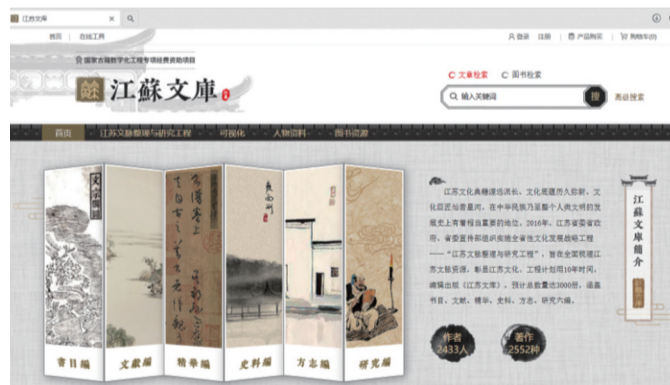 江苏文库
首页 在线工具
登录 注册 产品购买 购物车(0)
国家古籍数字化工程专项经费资助项目
江蘇文庫
文章检索 图书检索
输入关键词 搜 高级搜索
首页 江苏文脉整理与研究工程 可视化 人物资料 图书资源
江苏文化典籍源远流长、文化底蕴历久弥新、文
化巨匠灿若星河，在中华民族乃至整个人类文明的发
展史上有着相当重要的地位。2016年，江苏省委省政
府、省委宣传部组织实施全省性文化发展战略工程
——“江苏文脉整理与研究工程”，旨在全面梳理江
苏文脉资源，彰显江苏文化。工程计划用10年时间，
编辑出版《江苏文库》，预计总数量达3000册，涵盖
书目、文献、精华、史料、方志、研究六编。
江蘇文庫簡介
作者
2433人
著作
2552种
書目編
文獻編
精華編
史料編
方志編
研究編